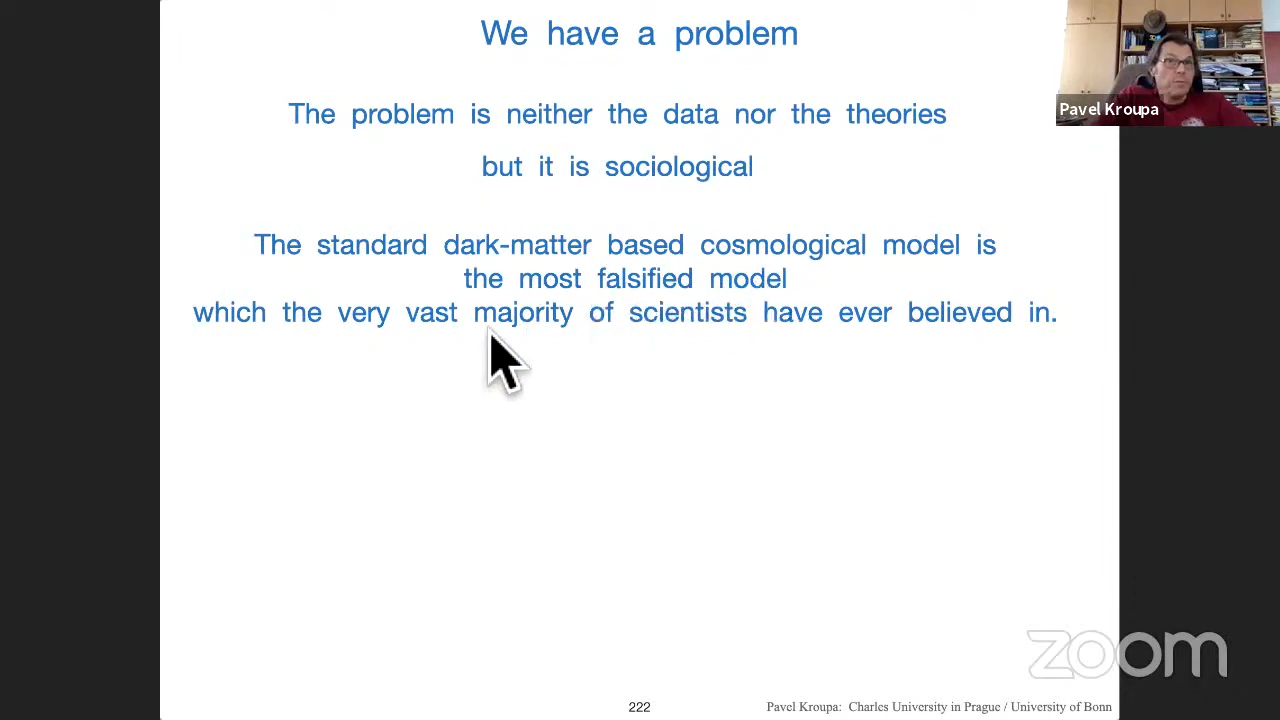 We have a problem
The problem is neither the data nor the theories
but it is sociological
The standard dark-matter based cosmological model is
the most falsified model
which the very vast majority of scientists have ever believed in.
Pavel Kroupa
zoom
222
Pavel Kroupa: Charles University in Prague / University of Bonn